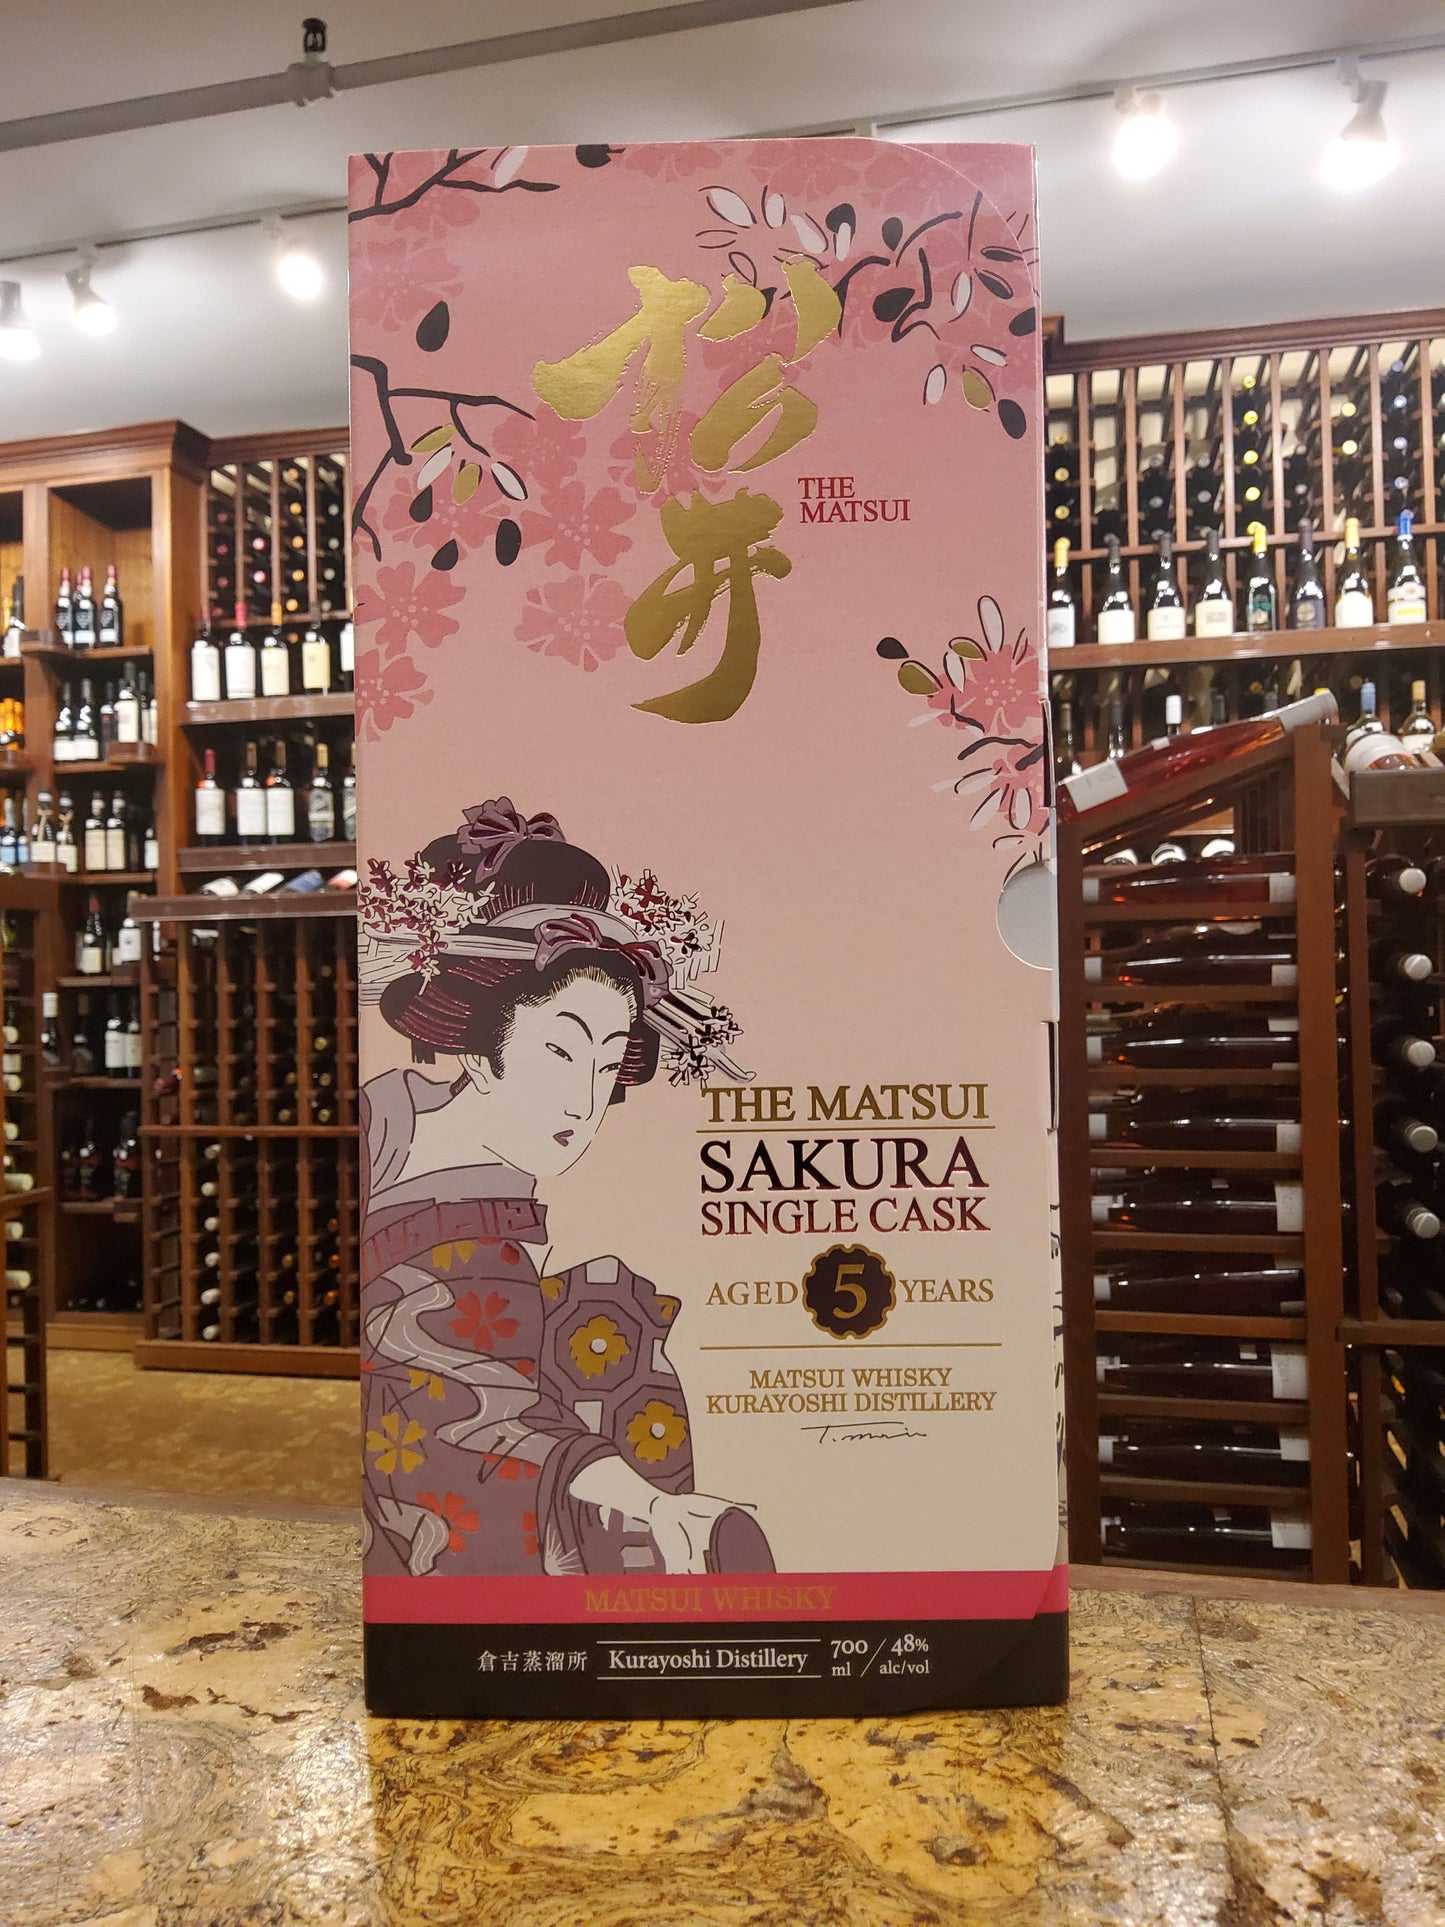 松井
THE
MATSUI
THE MATSUI
SAKURA
SINGLE CASK
AGED 5 YEARS
MATSUI WHISKY
KURAYOSHI DISTILLERY
MATSUI WHISKY
倉吉蒸溜所 Kurayoshi Distillery 700 ml / 48% alc/vol